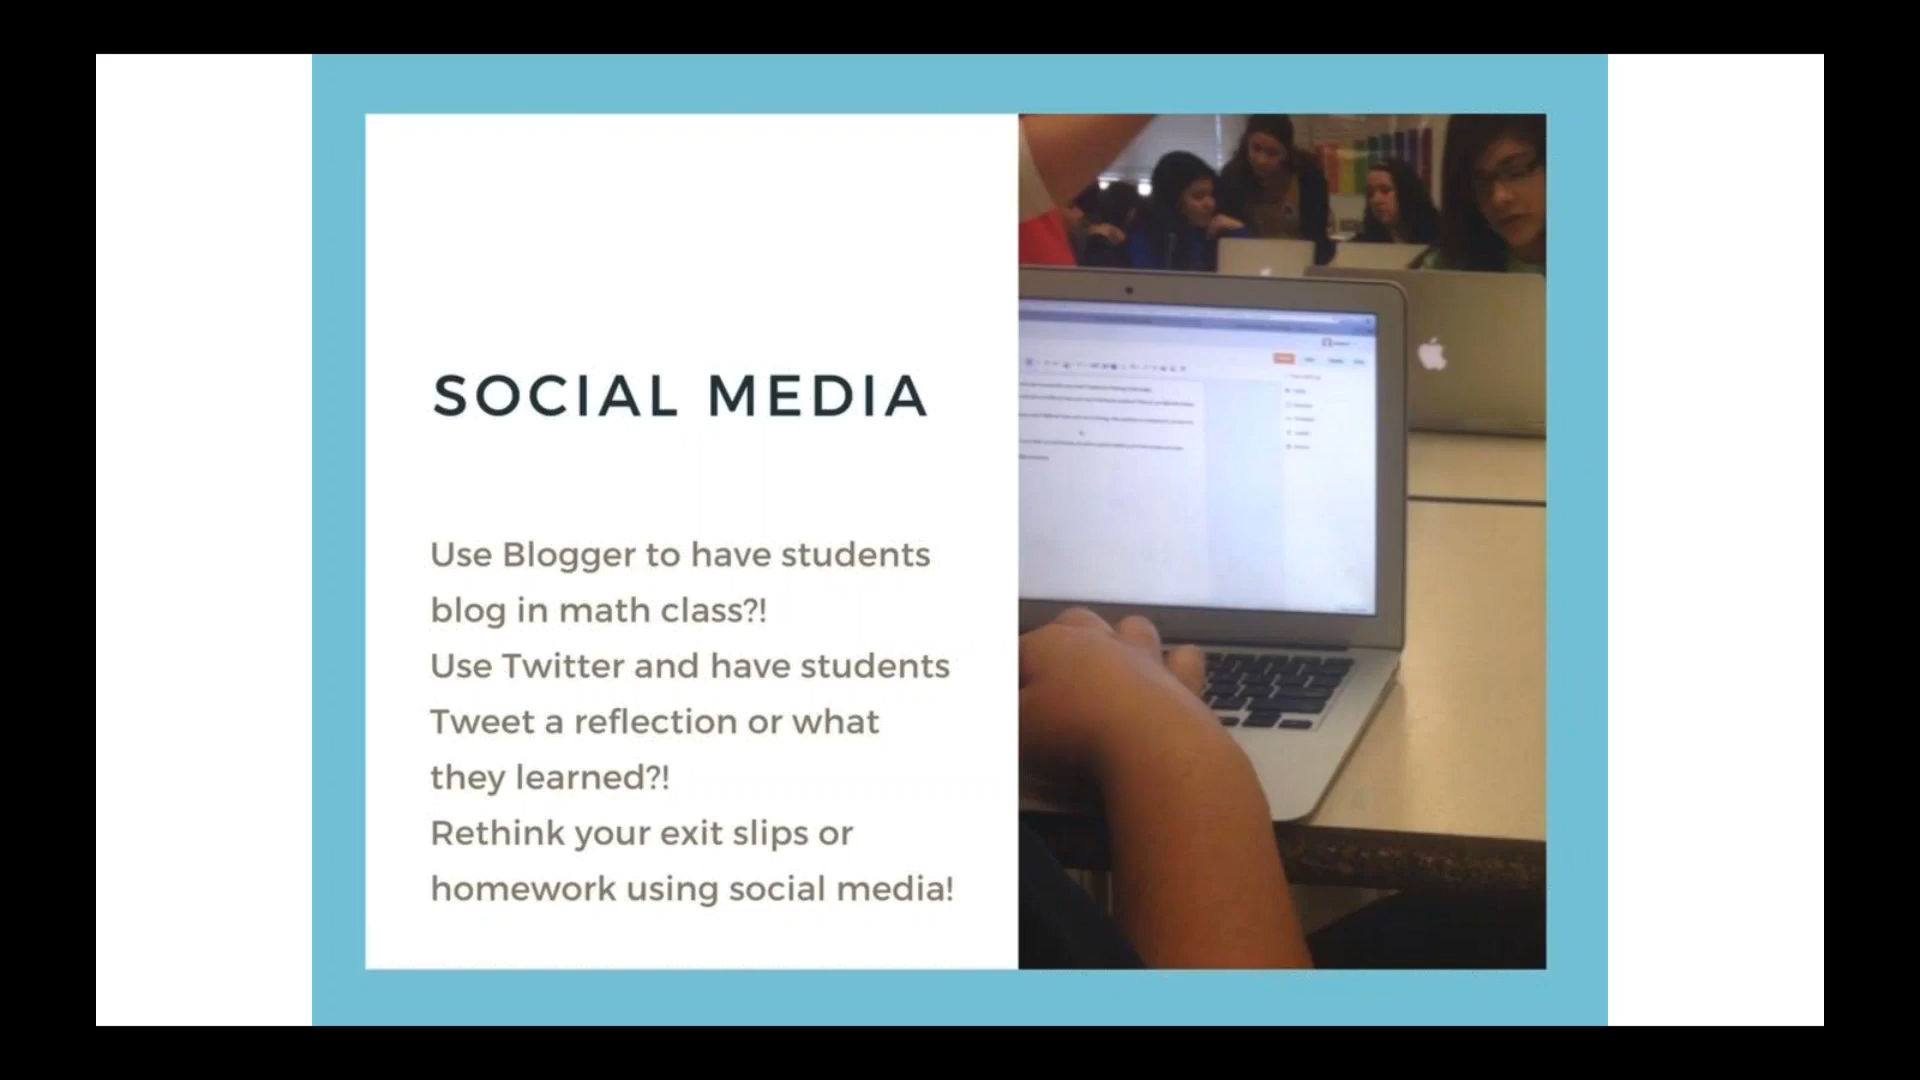 SOCIAL MEDIA
Use Blogger to have students
blog in math class?!
Use Twitter and have students
Tweet a reflection or what
they learned?!
Rethink your exit slips or
homework using social media!